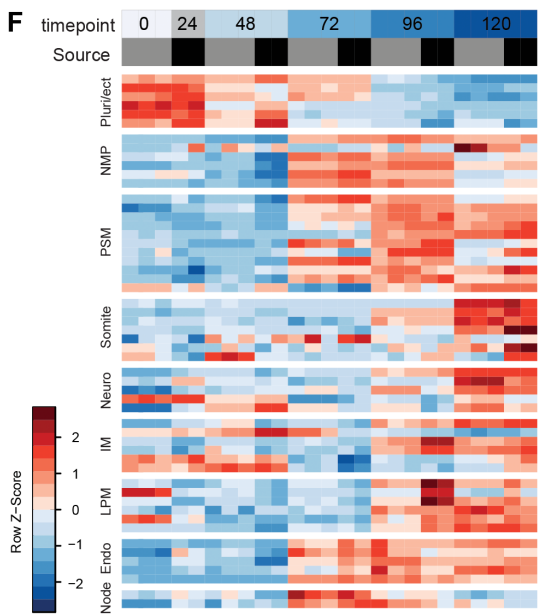 F
timepoint 0 24 48 72 96 120
Source
Pluri/ect
NMP
PSM
Somite
Neuro
IM
LPM
Endo
Node
Row Z-Score
2
1
0
−1
−2